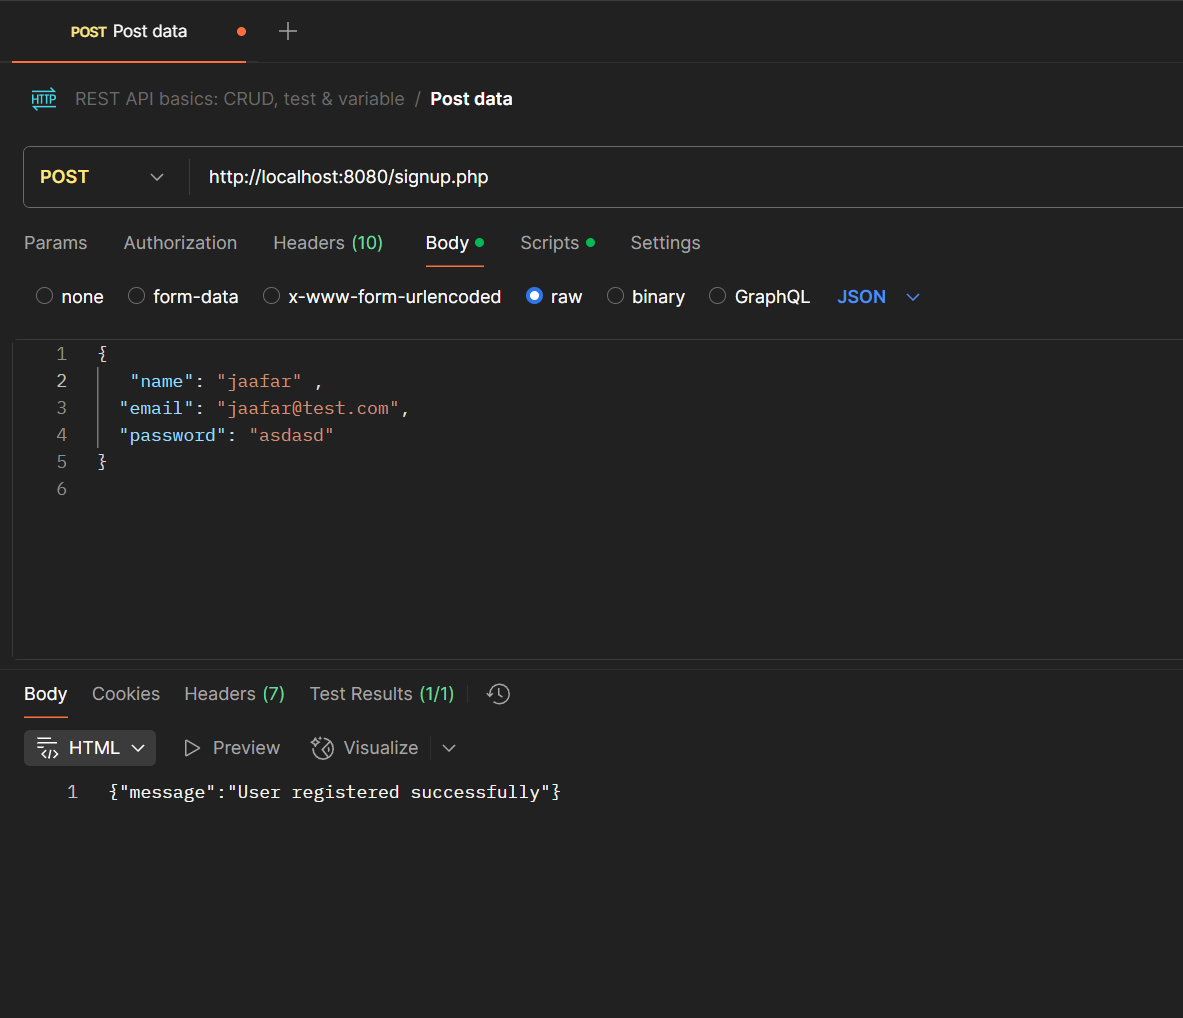 POST Post data
HTTP REST API basics: CRUD, test & variable / Post data
POST http://localhost:8080/signup.php
Params Authorization Headers (10) Body Scripts Settings
none form-data x-www-form-urlencoded raw binary GraphQL JSON
1 {
2 "name": "jaafar" ,
3 "email": "jaafar@test.com",
4 "password": "asdasd"
5 }
6
Body Cookies Headers (7) Test Results (1/1)
HTML Preview Visualize
1 {"message":"User registered successfully"}